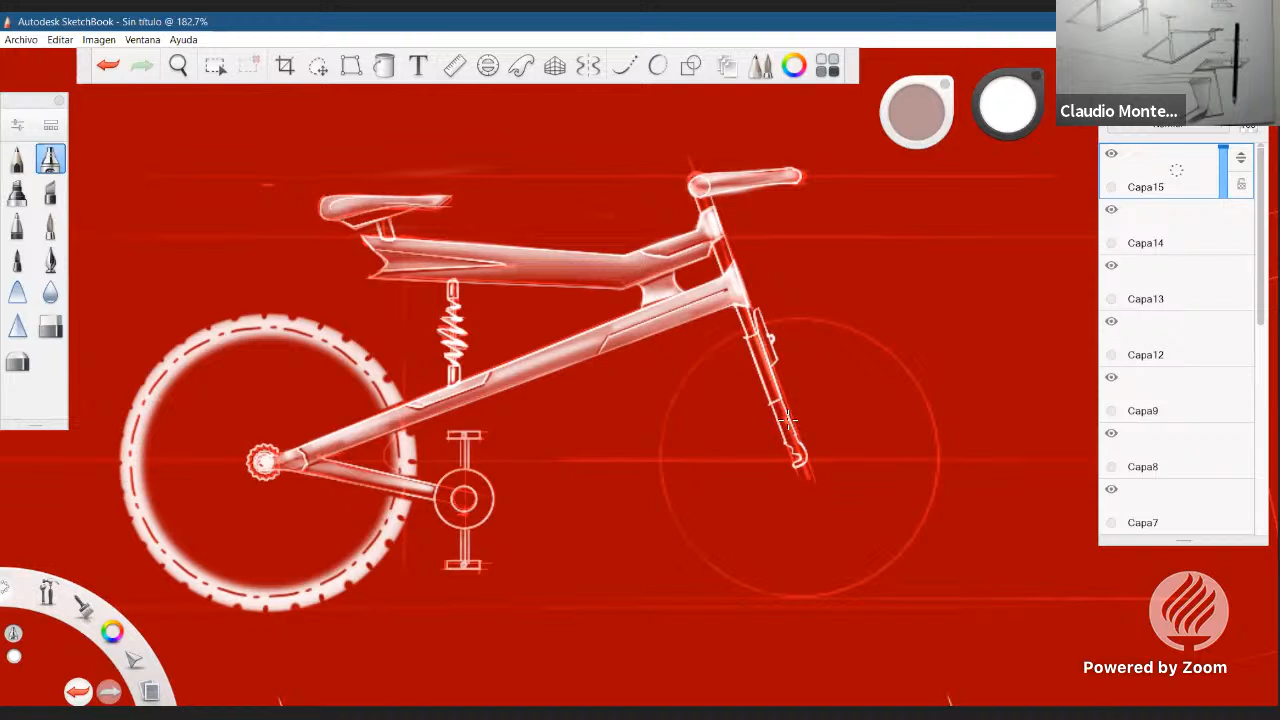 Autodesk SketchBook - Sin título @ 182.7%
Archivo Editar Imagen Ventana Ayuda
Claudio Monte...
Capa15
Capa14
Capa13
Capa12
Capa9
Capa8
Capa7
Powered by Zoom